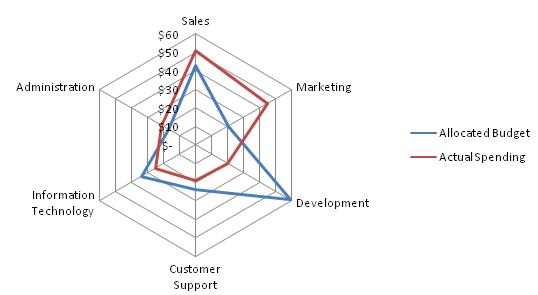 Sales
$60
$50
$40
$30
$20
$10
$-
Administration
Marketing
Allocated Budget
Actual Spending
Information
Technology
Development
Customer
Support